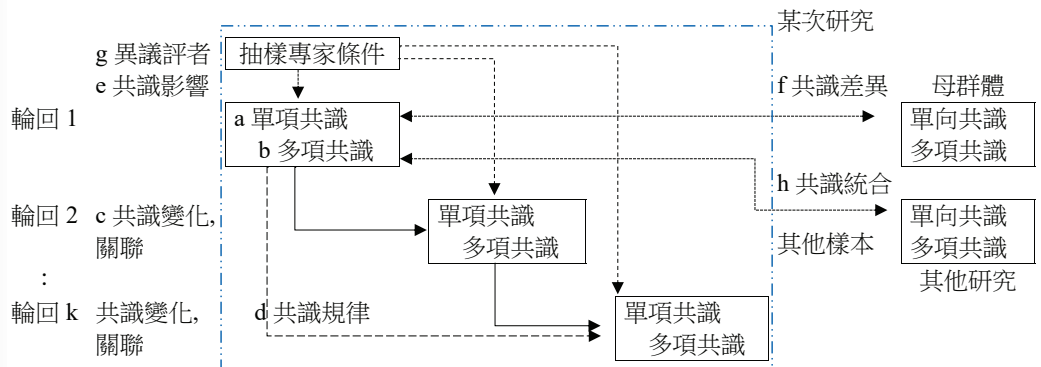 某次研究
g 異議評者 抽樣專家條件
e 共識影響 f 共識差異 母群體
輪回 1 a 單項共識 單向共識
b 多項共識 多項共識
h 共識統合
輪回 2 c 共識變化, 單項共識 單向共識
關聯 多項共識 其他樣本 多項共識
: 其他研究
輪回 k 共識變化, d 共識規律 單項共識
關聯 多項共識